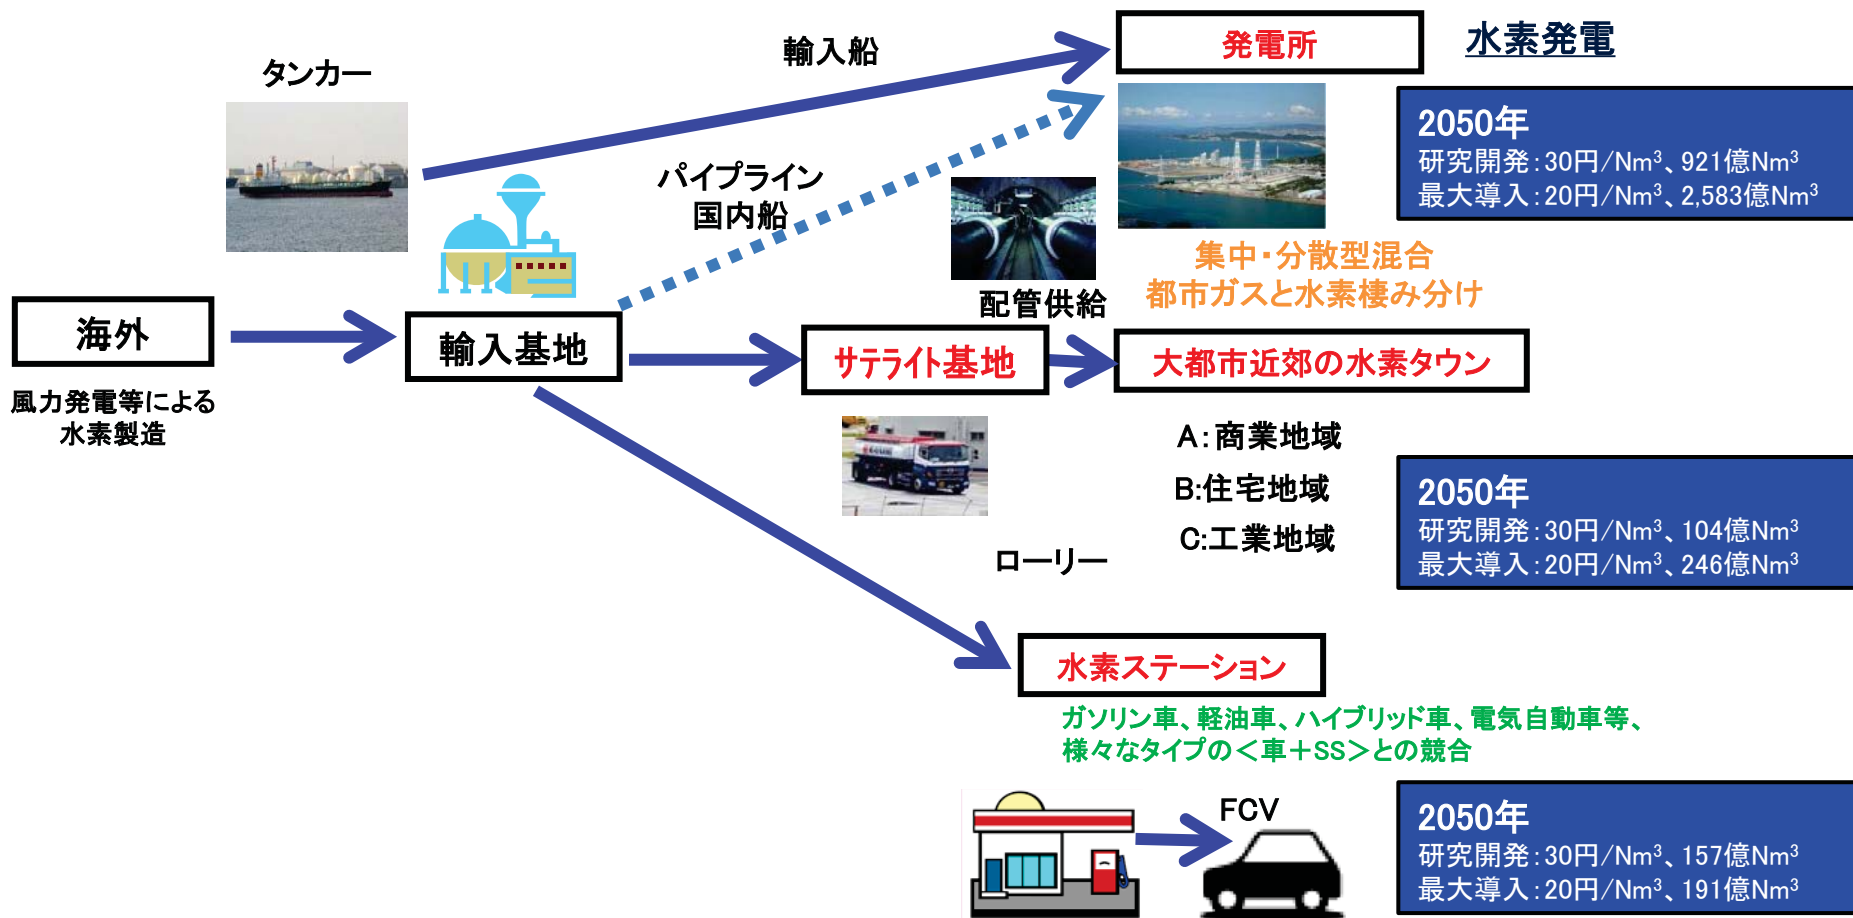 タンカー
輸入船
発電所
水素発電
2050年
研究開発：30円/Nm³、921億Nm³
最大導入：20円/Nm³、2,583億Nm³
パイプライン
国内船
集中・分散型混合
都市ガスと水素棲み分け
配管供給
海外
輸入基地
サテライト基地
大都市近郊の水素タウン
風力発電等による
水素製造
A：商業地域
B:住宅地域
C:工業地域
2050年
研究開発：30円/Nm³、104億Nm³
最大導入：20円/Nm³、246億Nm³
ローリー
水素ステーション
ガソリン車、軽油車、ハイブリッド車、電気自動車等、
様々なタイプの＜車＋SS＞との競合
FCV
2050年
研究開発：30円/Nm³、157億Nm³
最大導入：20円/Nm³、191億Nm³